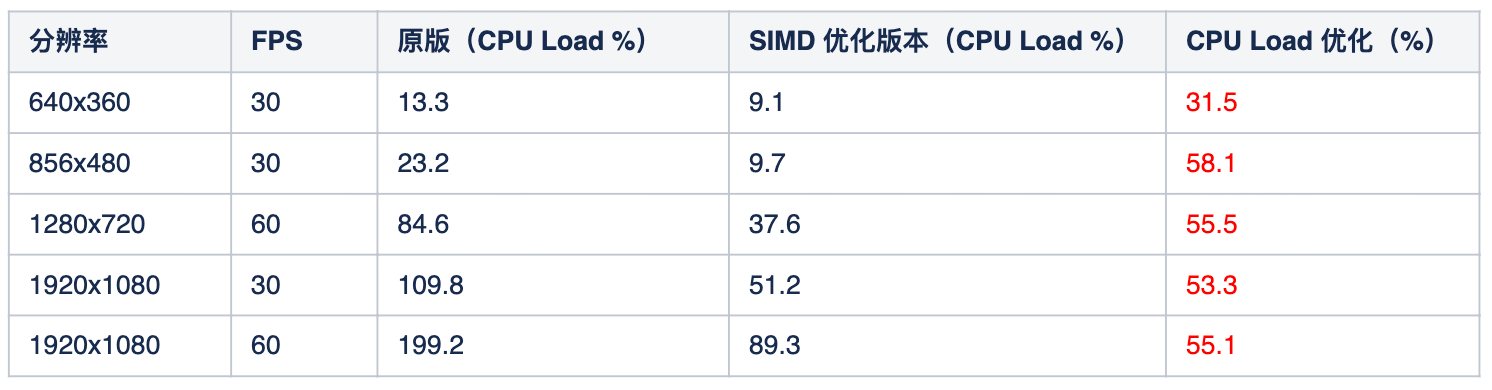 分辨率 FPS 原版（CPU Load %） SIMD 优化版本（CPU Load %） CPU Load 优化（%）
640x360 30 13.3 9.1 31.5
856x480 30 23.2 9.7 58.1
1280x720 60 84.6 37.6 55.5
1920x1080 30 109.8 51.2 53.3
1920x1080 60 199.2 89.3 55.1